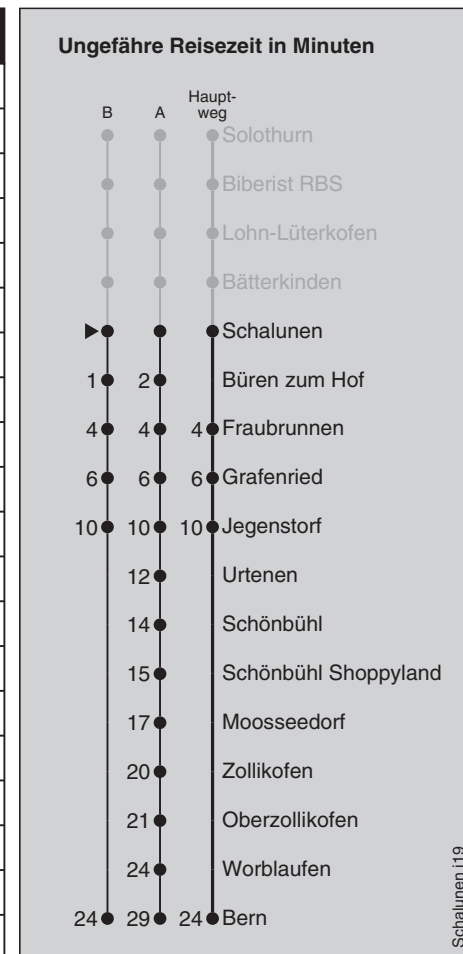 Ungefähre Reisezeit in Minuten
Haupt-
B A weg
Solothurn
Biberist RBS
Lohn-Lüterkofen
Bätterkinden
Schalunen
1 2 Büren zum Hof
4 4 4 Fraubrunnen
6 6 6 Grafenried
10 10 10 Jegenstorf
12 Urtenen
14 Schönbühl
15 Schönbühl Shoppyland
17 Moosseedorf
20 Zollikofen
21 Oberzollikofen
24 Worblaufen
24 29 24 Bern
Schalunen j19